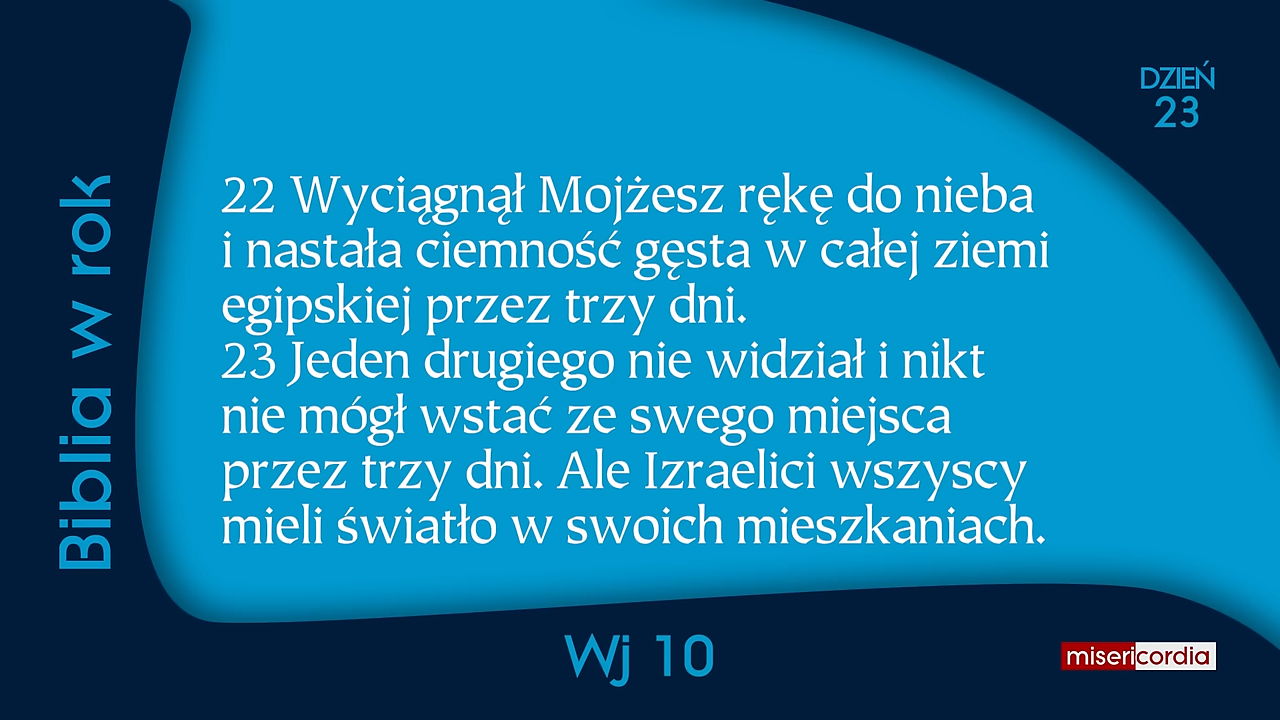 DZIEŃ
23
Biblia w rok
22 Wyciągnął Mojżesz rękę do nieba
i nastała ciemność gęsta w całej ziemi
egipskiej przez trzy dni.
23 Jeden drugiego nie widział i nikt
nie mógł wstać ze swego miejsca
przez trzy dni. Ale Izraelici wszyscy
mieli światło w swoich mieszkaniach.
Wj 10
misericordia